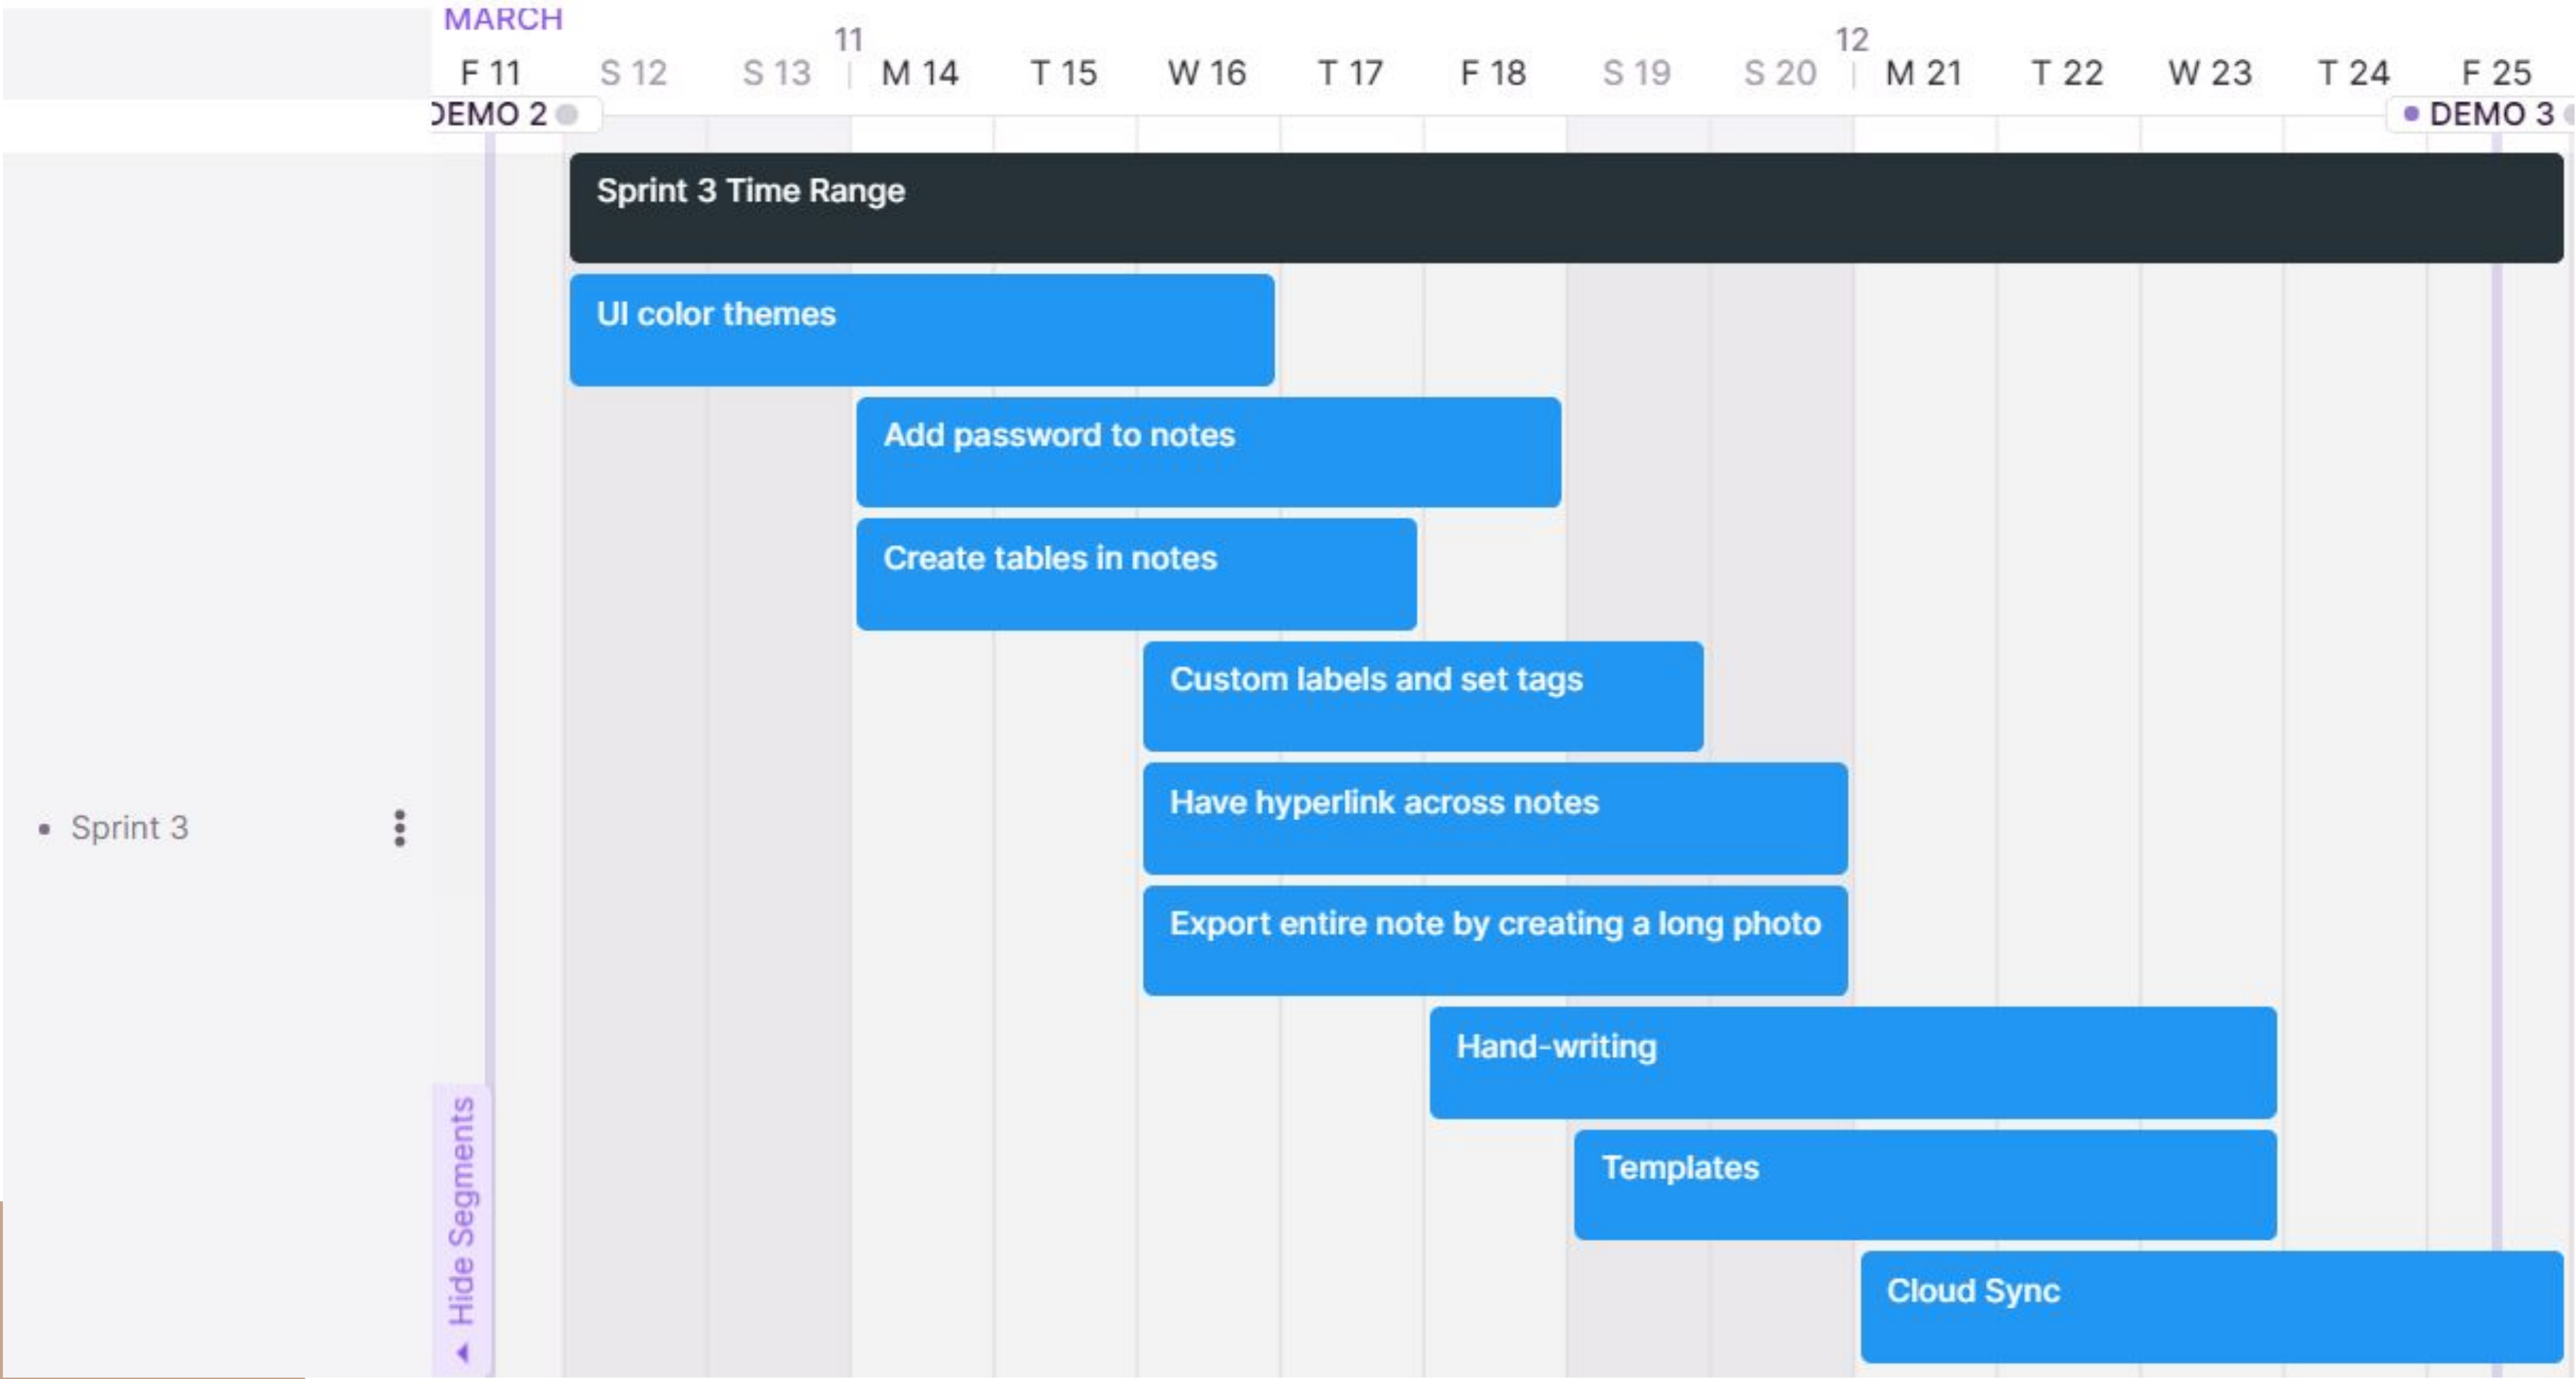 MARCH
11 12
F 11 S 12 S 13 M 14 T 15 W 16 T 17 F 18 S 19 S 20 M 21 T 22 W 23 T 24 F 25
DEMO 2 DEMO 3
Sprint 3 Time Range
UI color themes
Add password to notes
Create tables in notes
Custom labels and set tags
Have hyperlink across notes
Sprint 3
Export entire note by creating a long photo
Hand-writing
Templates
Cloud Sync
Hide Segments